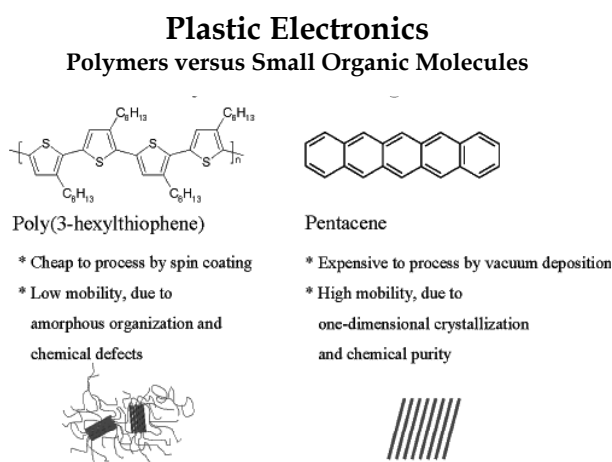 Plastic Electronics
Polymers versus Small Organic Molecules
C₆H₁₃
C₆H₁₃
S
S
S
S
n
C₆H₁₃
C₆H₁₃
Poly(3-hexylthiophene)
* Cheap to process by spin coating
* Low mobility, due to
amorphous organization and
chemical defects
Pentacene
* Expensive to process by vacuum deposition
* High mobility, due to
one-dimensional crystallization
and chemical purity